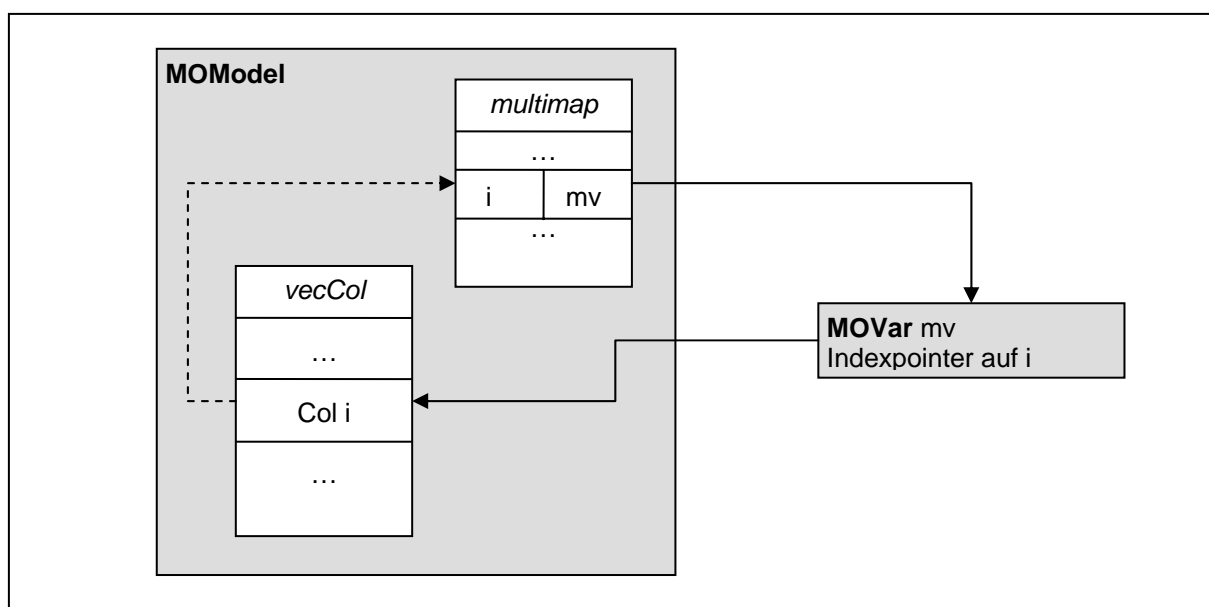 MOModel
multimap
…
i mv
…
vecCol
…
Col i
…
MOVar mv
Indexpointer auf i